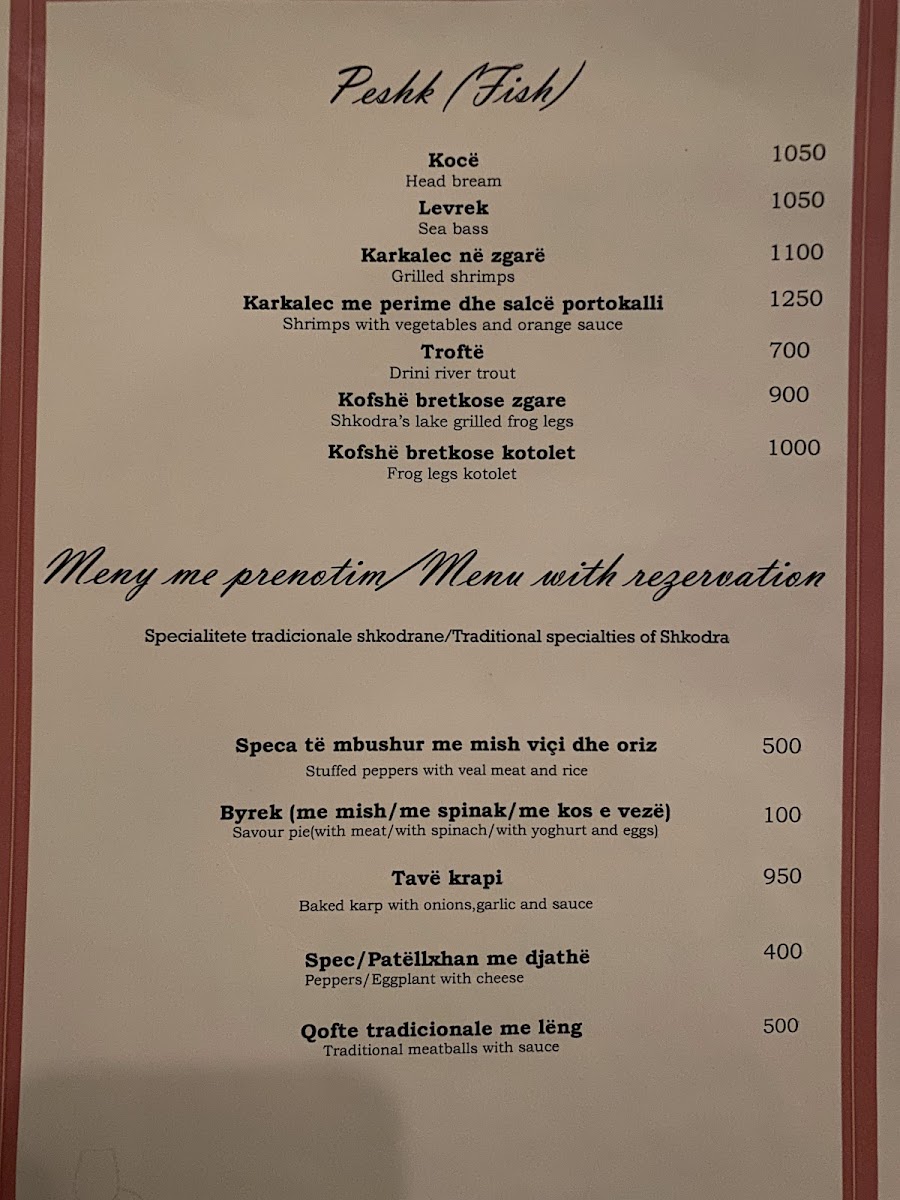 Peshk (Fish)
Kocë 1050
Head bream
Levrek 1050
Sea bass
Karkalec në zgarë 1100
Grilled shrimps
Karkalec me perime dhe salcë portokalli 1250
Shrimps with vegetables and orange sauce
Troftë 700
Drini river trout
Kofshë bretkose zgare 900
Shkodra's lake grilled frog legs
Kofshë bretkose kotolet 1000
Frog legs kotolet
Meny me prenotim/Menu with rezervation
Specialitete tradicionale shkodrane/Traditional specialties of Shkodra
Speca të mbushur me mish viçi dhe oriz 500
Stuffed peppers with veal meat and rice
Byrek (me mish/me spinak/me kos e vezë) 100
Savour pie(with meat/with spinach/with yoghurt and eggs)
Tavë krapi 950
Baked karp with onions,garlic and sauce
Spec/Patëllxhan me djathë 400
Peppers/Eggplant with cheese
Qofte tradicionale me lëng 500
Traditional meatballs with sauce